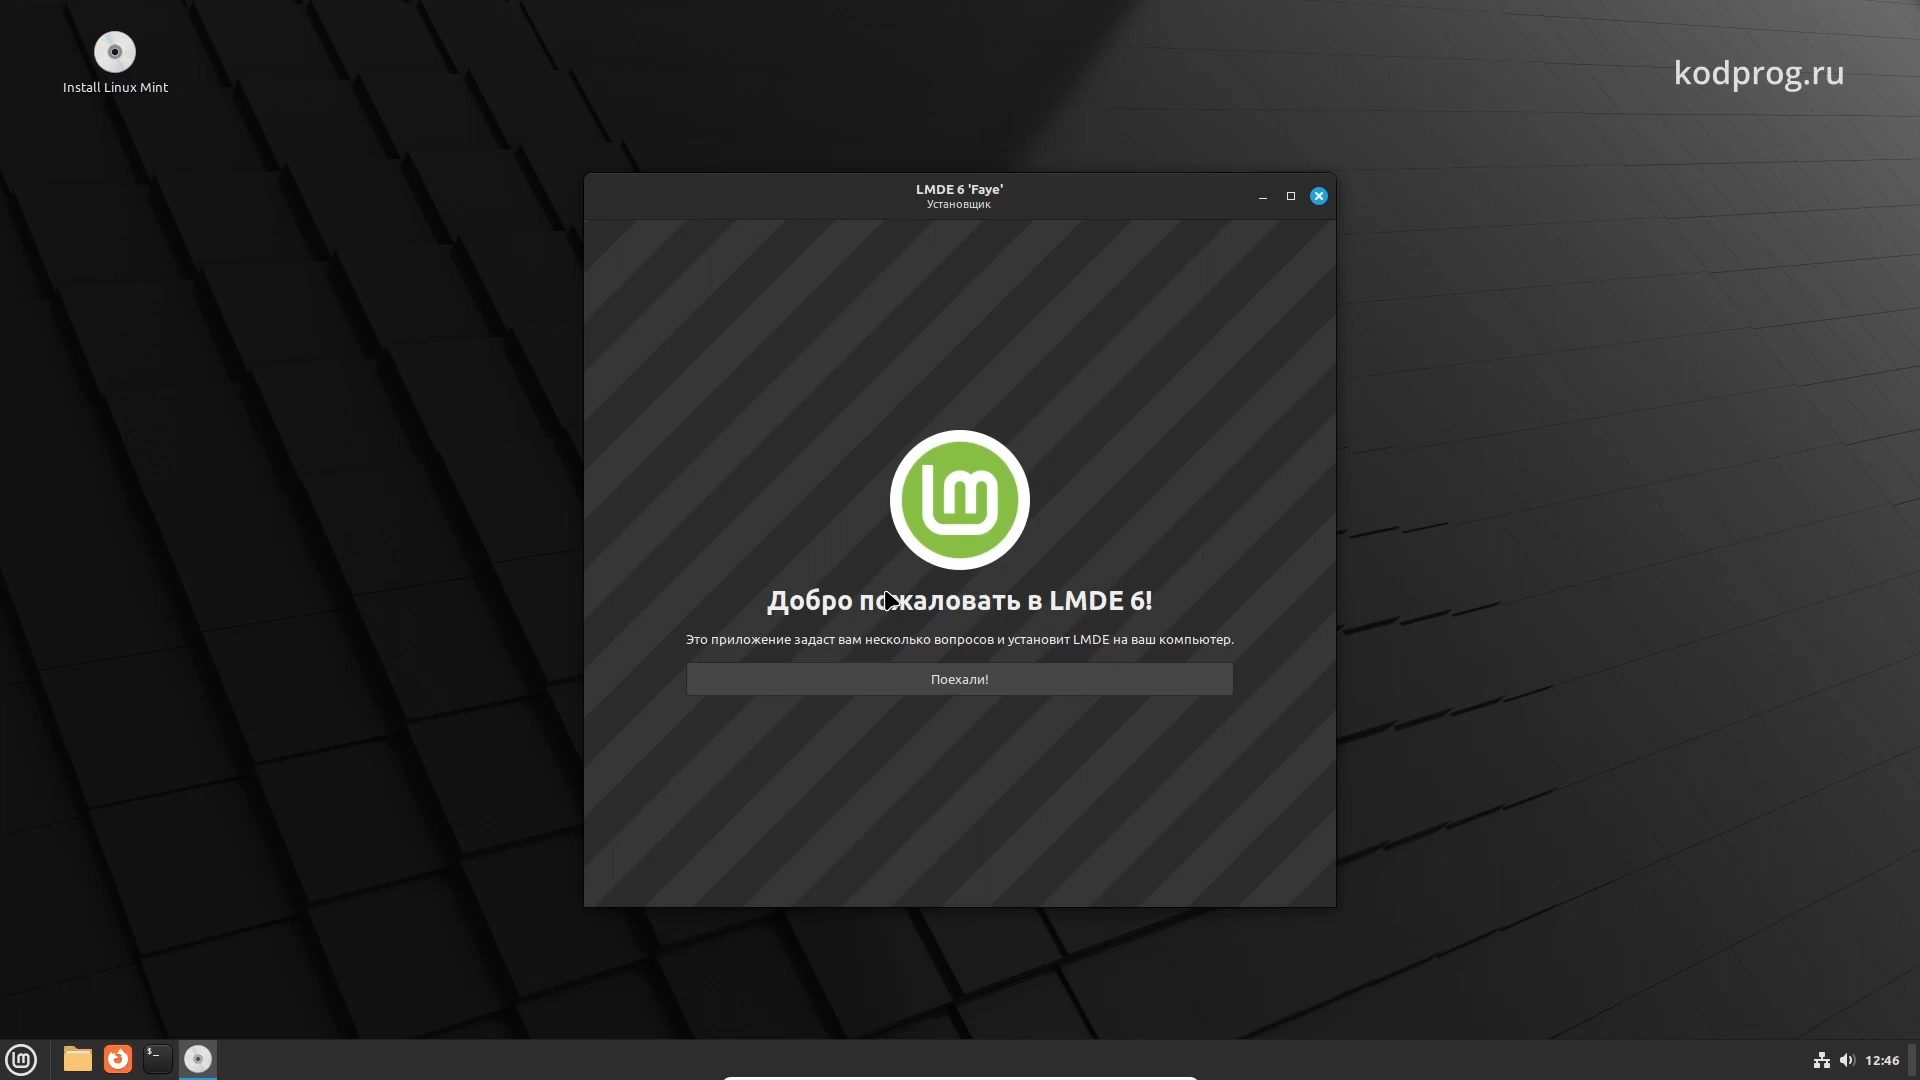 Install Linux Mint
kodprog.ru
LMDE 6 'Faye'
Установщик
lm
Добро пожаловать в LMDE 6!
Это приложение задаст вам несколько вопросов и установит LMDE на ваш компьютер.
Поехали!
$_
12:46